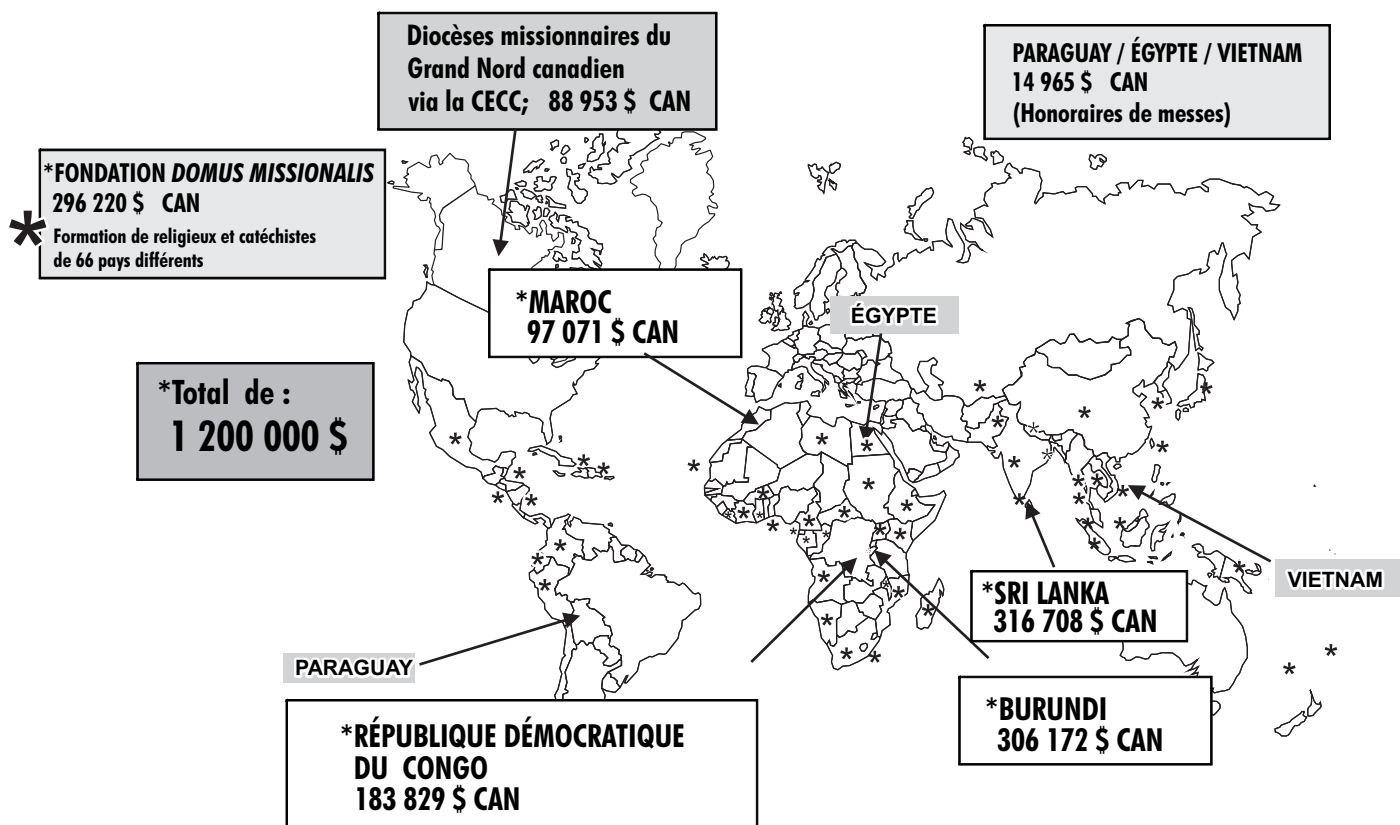 Diocèses missionnaires du
Grand Nord canadien
via la CECC; 88 953 $ CAN
PARAGUAY / ÉGYPTE / VIETNAM
14 965 $ CAN
(Honoraires de messes)
*FONDATION DOMUS MISSIONALIS
296 220 $ CAN
* Formation de religieux et catéchistes
de 66 pays différents
*MAROC
97 071 $ CAN
ÉGYPTE
*Total de :
1 200 000 $
*SRI LANKA
316 708 $ CAN
VIETNAM
PARAGUAY
*BURUNDI
306 172 $ CAN
*RÉPUBLIQUE DÉMOCRATIQUE
DU CONGO
183 829 $ CAN